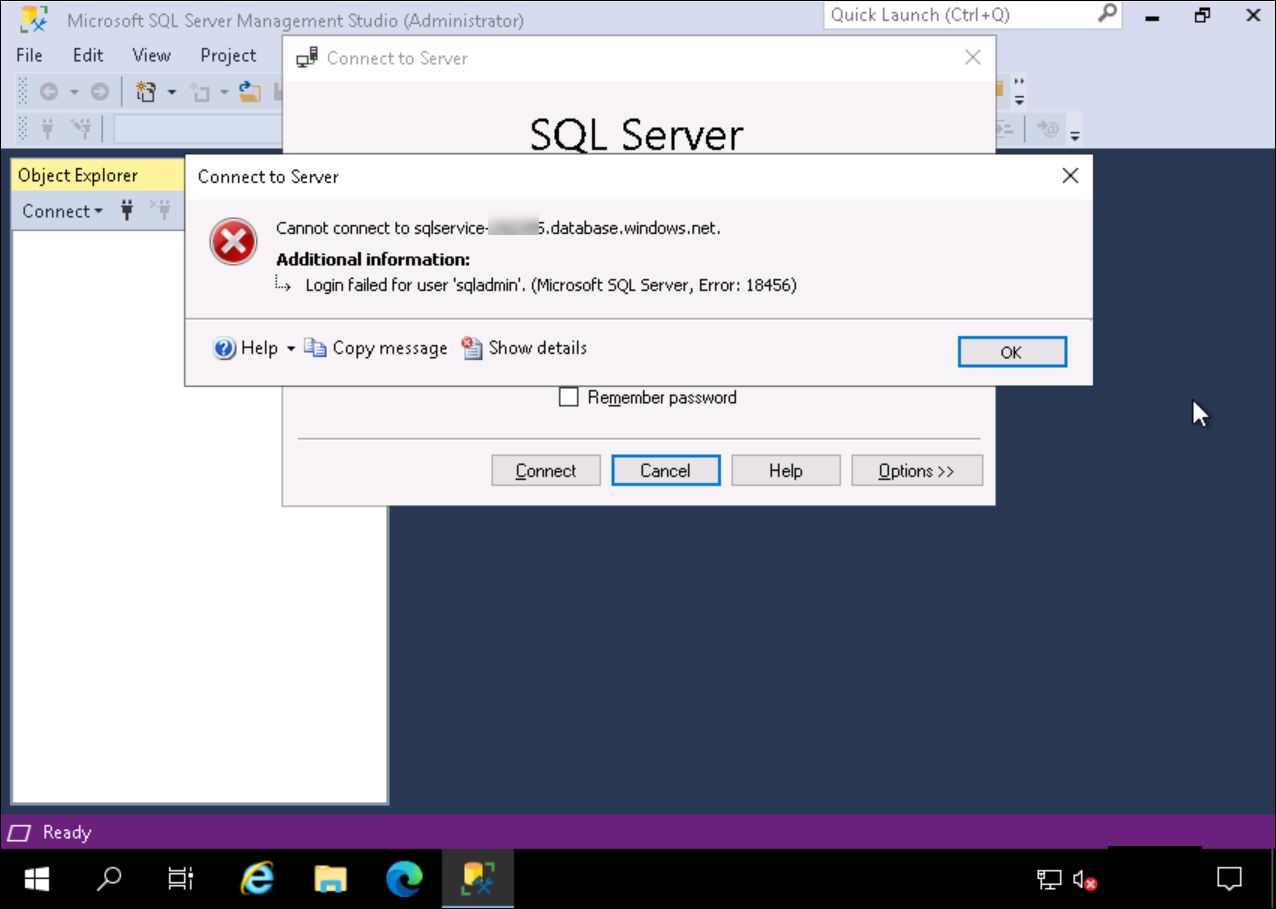 Microsoft SQL Server Management Studio (Administrator)
Quick Launch (Ctrl+Q)
File Edit View Project
Connect to Server
SQL Server
Object Explorer
Connect
Connect to Server
Cannot connect to sqlservice- 5.database.windows.net.
Additional information:
Login failed for user 'sqladmin'. (Microsoft SQL Server, Error: 18456)
Help Copy message Show details
OK
Remember password
Connect Cancel Help Options >>
Ready